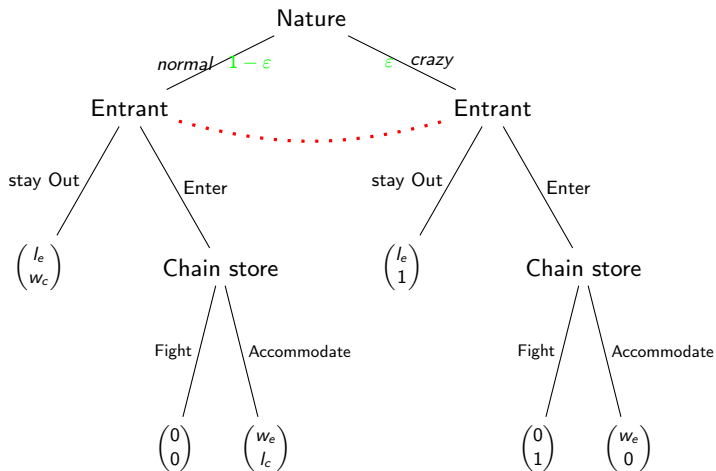 Nature
normal 1 − ε ε crazy
Entrant Entrant
stay Out Enter stay Out Enter
(l_e w_c) Chain store (l_e 1) Chain store
Fight Accommodate Fight Accommodate
(0 0) (w_e l_c) (0 1) (w_e 0)